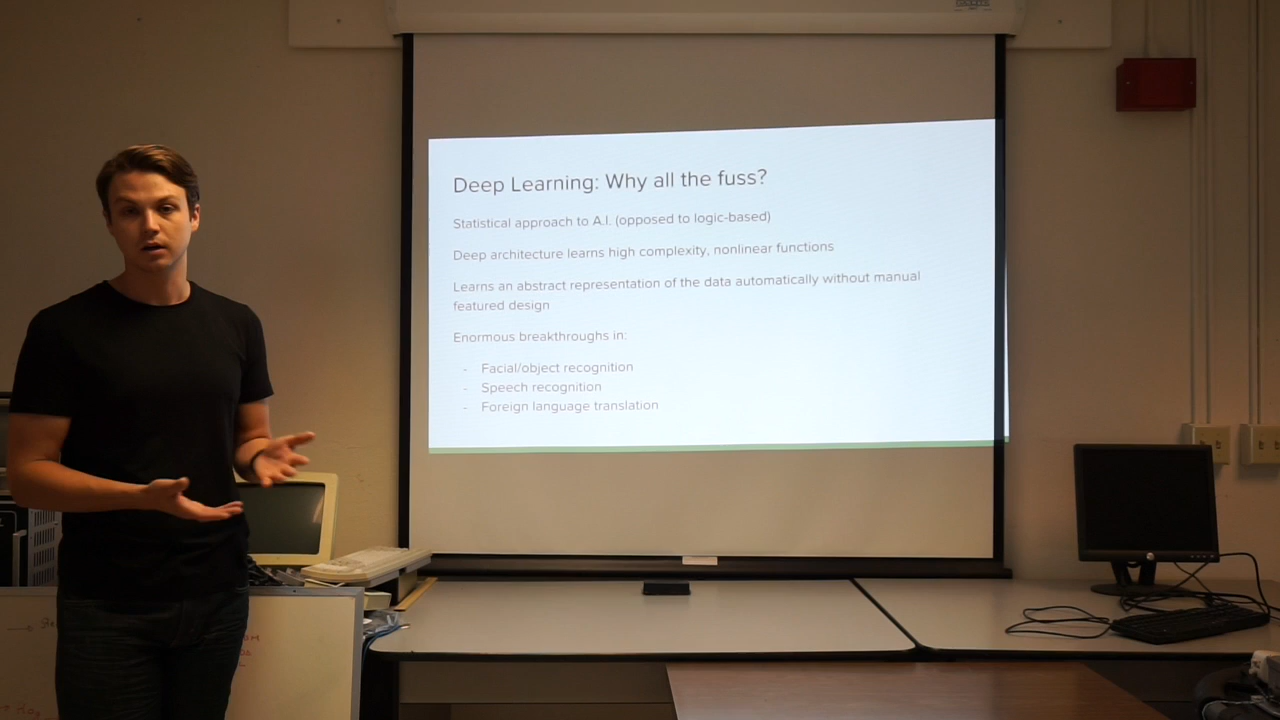 Deep Learning: Why all the fuss?
Statistical approach to A.I. (opposed to logic-based)
Deep architecture learns high complexity, nonlinear functions
Learns an abstract representation of the data automatically without manual
featured design
Enormous breakthroughs in:
- Facial/object recognition
- Speech recognition
- Foreign language translation